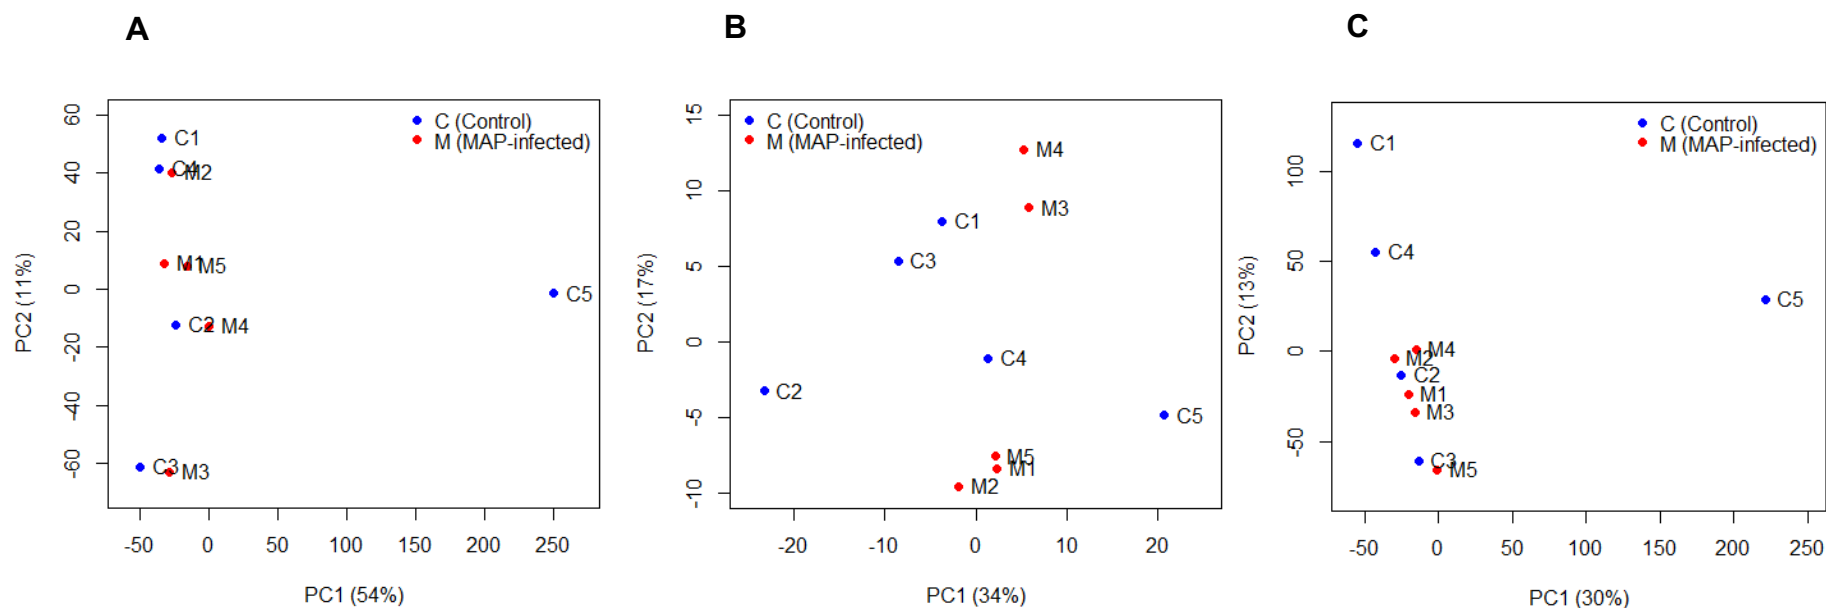 A
B
C
60
40
20
0
-20
-40
-60
PC2 (11%)
C (Control)
M (MAP-infected)
C1
C4
M2
M1
M5
C5
C2
M4
C3
M3
-50
0
50
100
150
200
250
PC1 (54%)
15
10
5
0
-5
-10
PC2 (17%)
C (Control)
M (MAP-infected)
M4
M3
C1
C3
C4
C2
C5
M5
M1
M2
-20
-10
0
10
20
PC1 (34%)
100
50
0
-50
PC2 (13%)
C (Control)
M (MAP-infected)
C1
C4
C5
M4
M2
C2
M1
M3
C3
M5
-50
0
50
100
150
200
250
PC1 (30%)